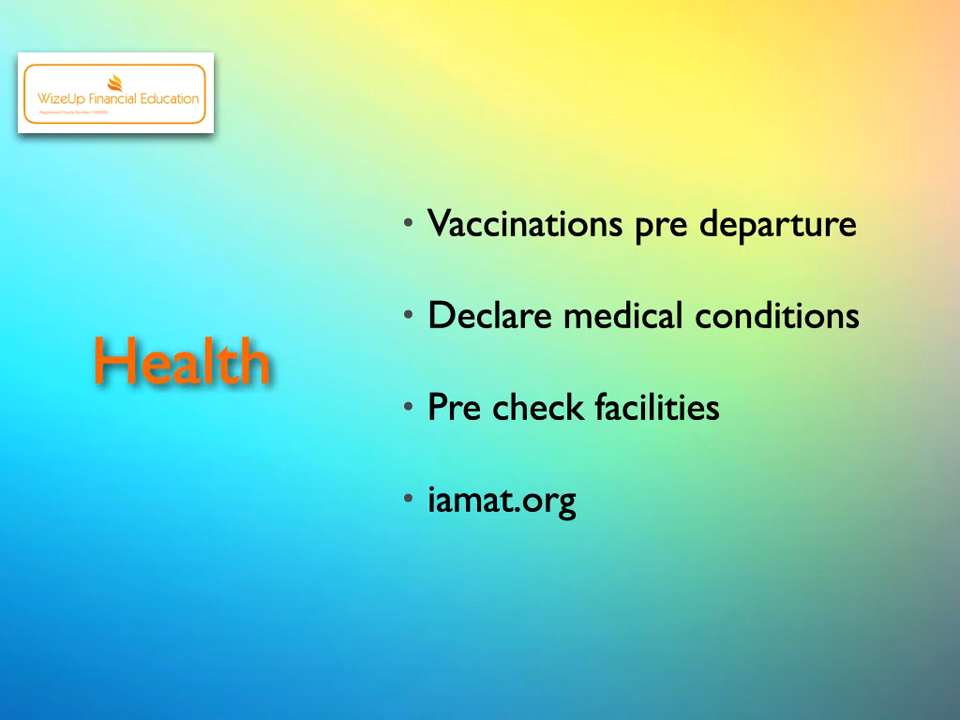 WizeUp Financial Education
Vaccinations pre departure
Declare medical conditions
Health
Pre check facilities
iamat.org